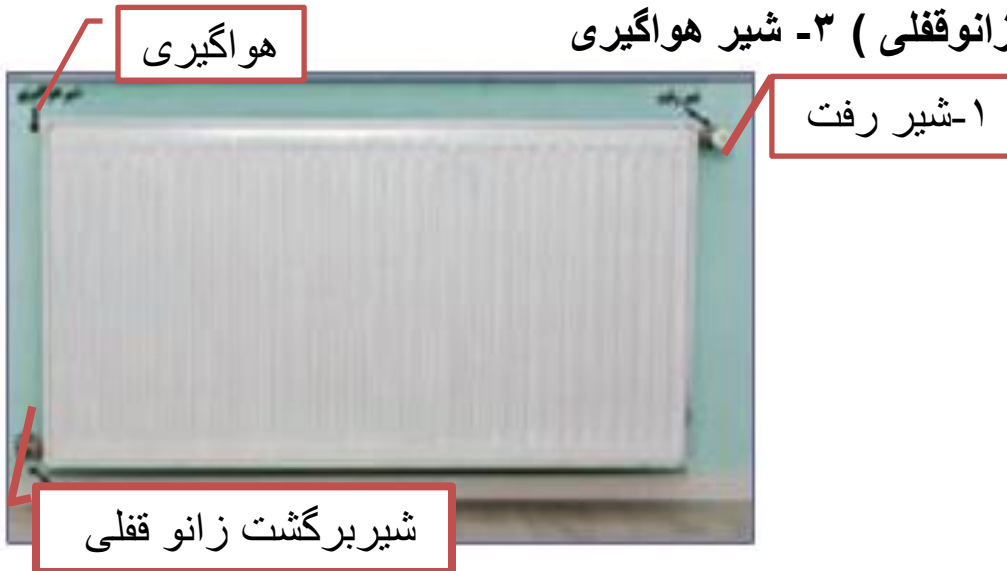 زانوقفلی ) ۳- شیر هواگیری
هواگیری
۱-شیر رفت
شیربرگشت زانو قفلی